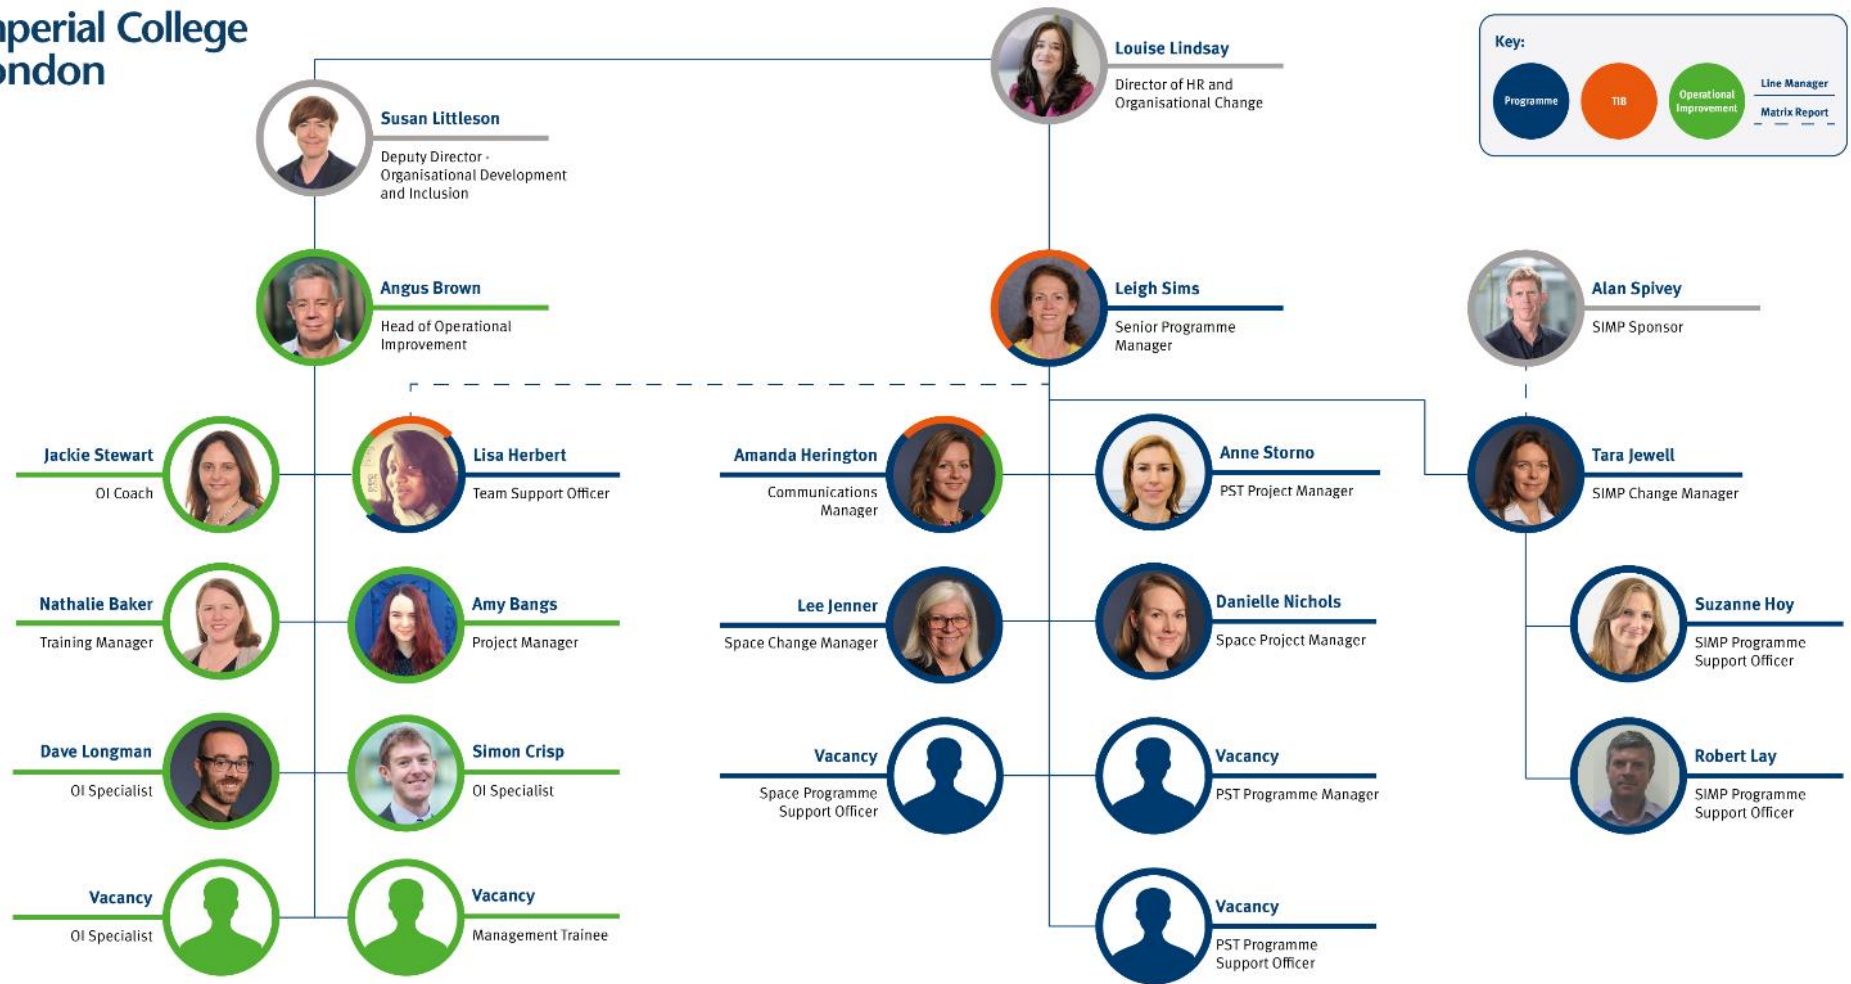 mperial College
ondon
Louise Lindsay
Director of HR and
Organisational Change
Key:
Programme
TIB
Operational
Improvement
Line Manager
Matrix Report
Susan Littleson
Deputy Director -
Organisational Development
and Inclusion
Angus Brown
Head of Operational
Improvement
Leigh Sims
Senior Programme
Manager
Alan Spivey
SIMP Sponsor
Jackie Stewart
OI Coach
Lisa Herbert
Team Support Officer
Amanda Herington
Communications
Manager
Anne Storno
PST Project Manager
Tara Jewell
SIMP Change Manager
Nathalie Baker
Training Manager
Amy Bangs
Project Manager
Lee Jenner
Space Change Manager
Danielle Nichols
Space Project Manager
Suzanne Hoy
SIMP Programme
Support Officer
Dave Longman
OI Specialist
Simon Crisp
OI Specialist
Vacancy
Space Programme
Support Officer
Vacancy
PST Programme Manager
Robert Lay
SIMP Programme
Support Officer
Vacancy
OI Specialist
Vacancy
Management Trainee
Vacancy
PST Programme
Support Officer